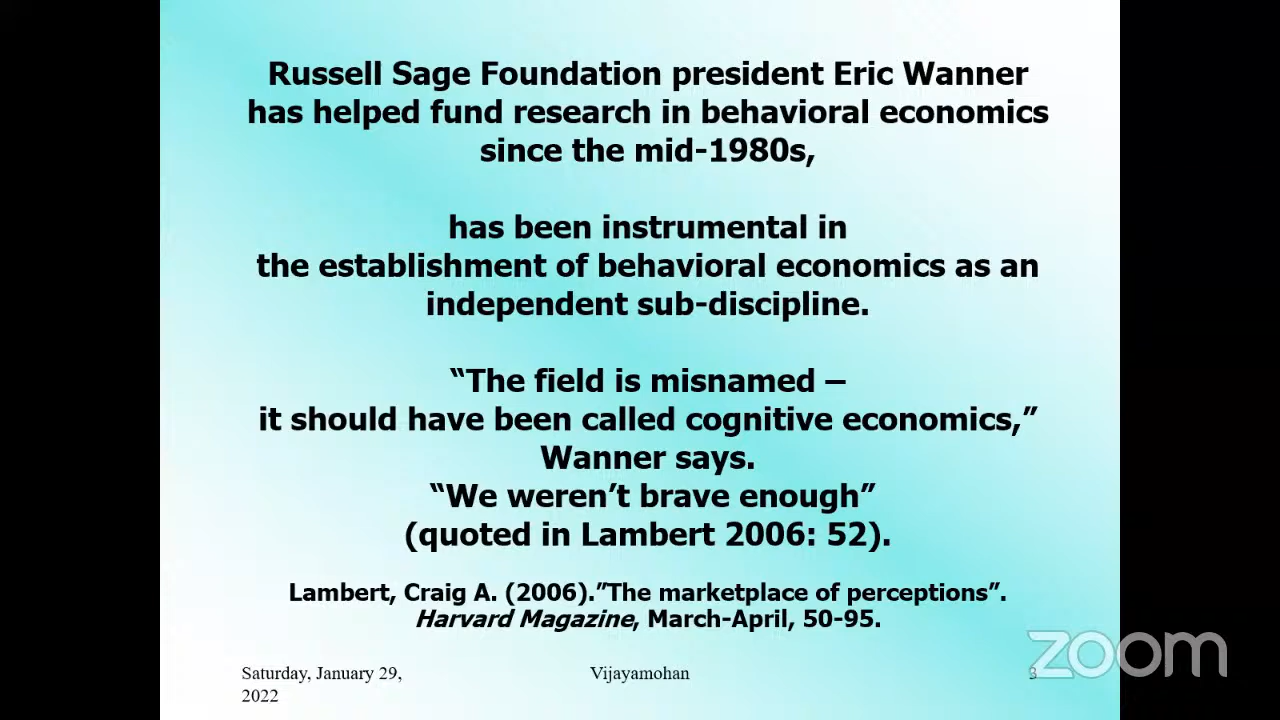 Russell Sage Foundation president Eric Wanner
has helped fund research in behavioral economics
since the mid-1980s,
has been instrumental in
the establishment of behavioral economics as an
independent sub-discipline.
“The field is misnamed –
it should have been called cognitive economics,”
Wanner says.
“We weren’t brave enough”
(quoted in Lambert 2006: 52).
Lambert, Craig A. (2006).”The marketplace of perceptions”.
Harvard Magazine, March-April, 50-95.
Saturday, January 29,
2022
Vijayamohan
3
zoom